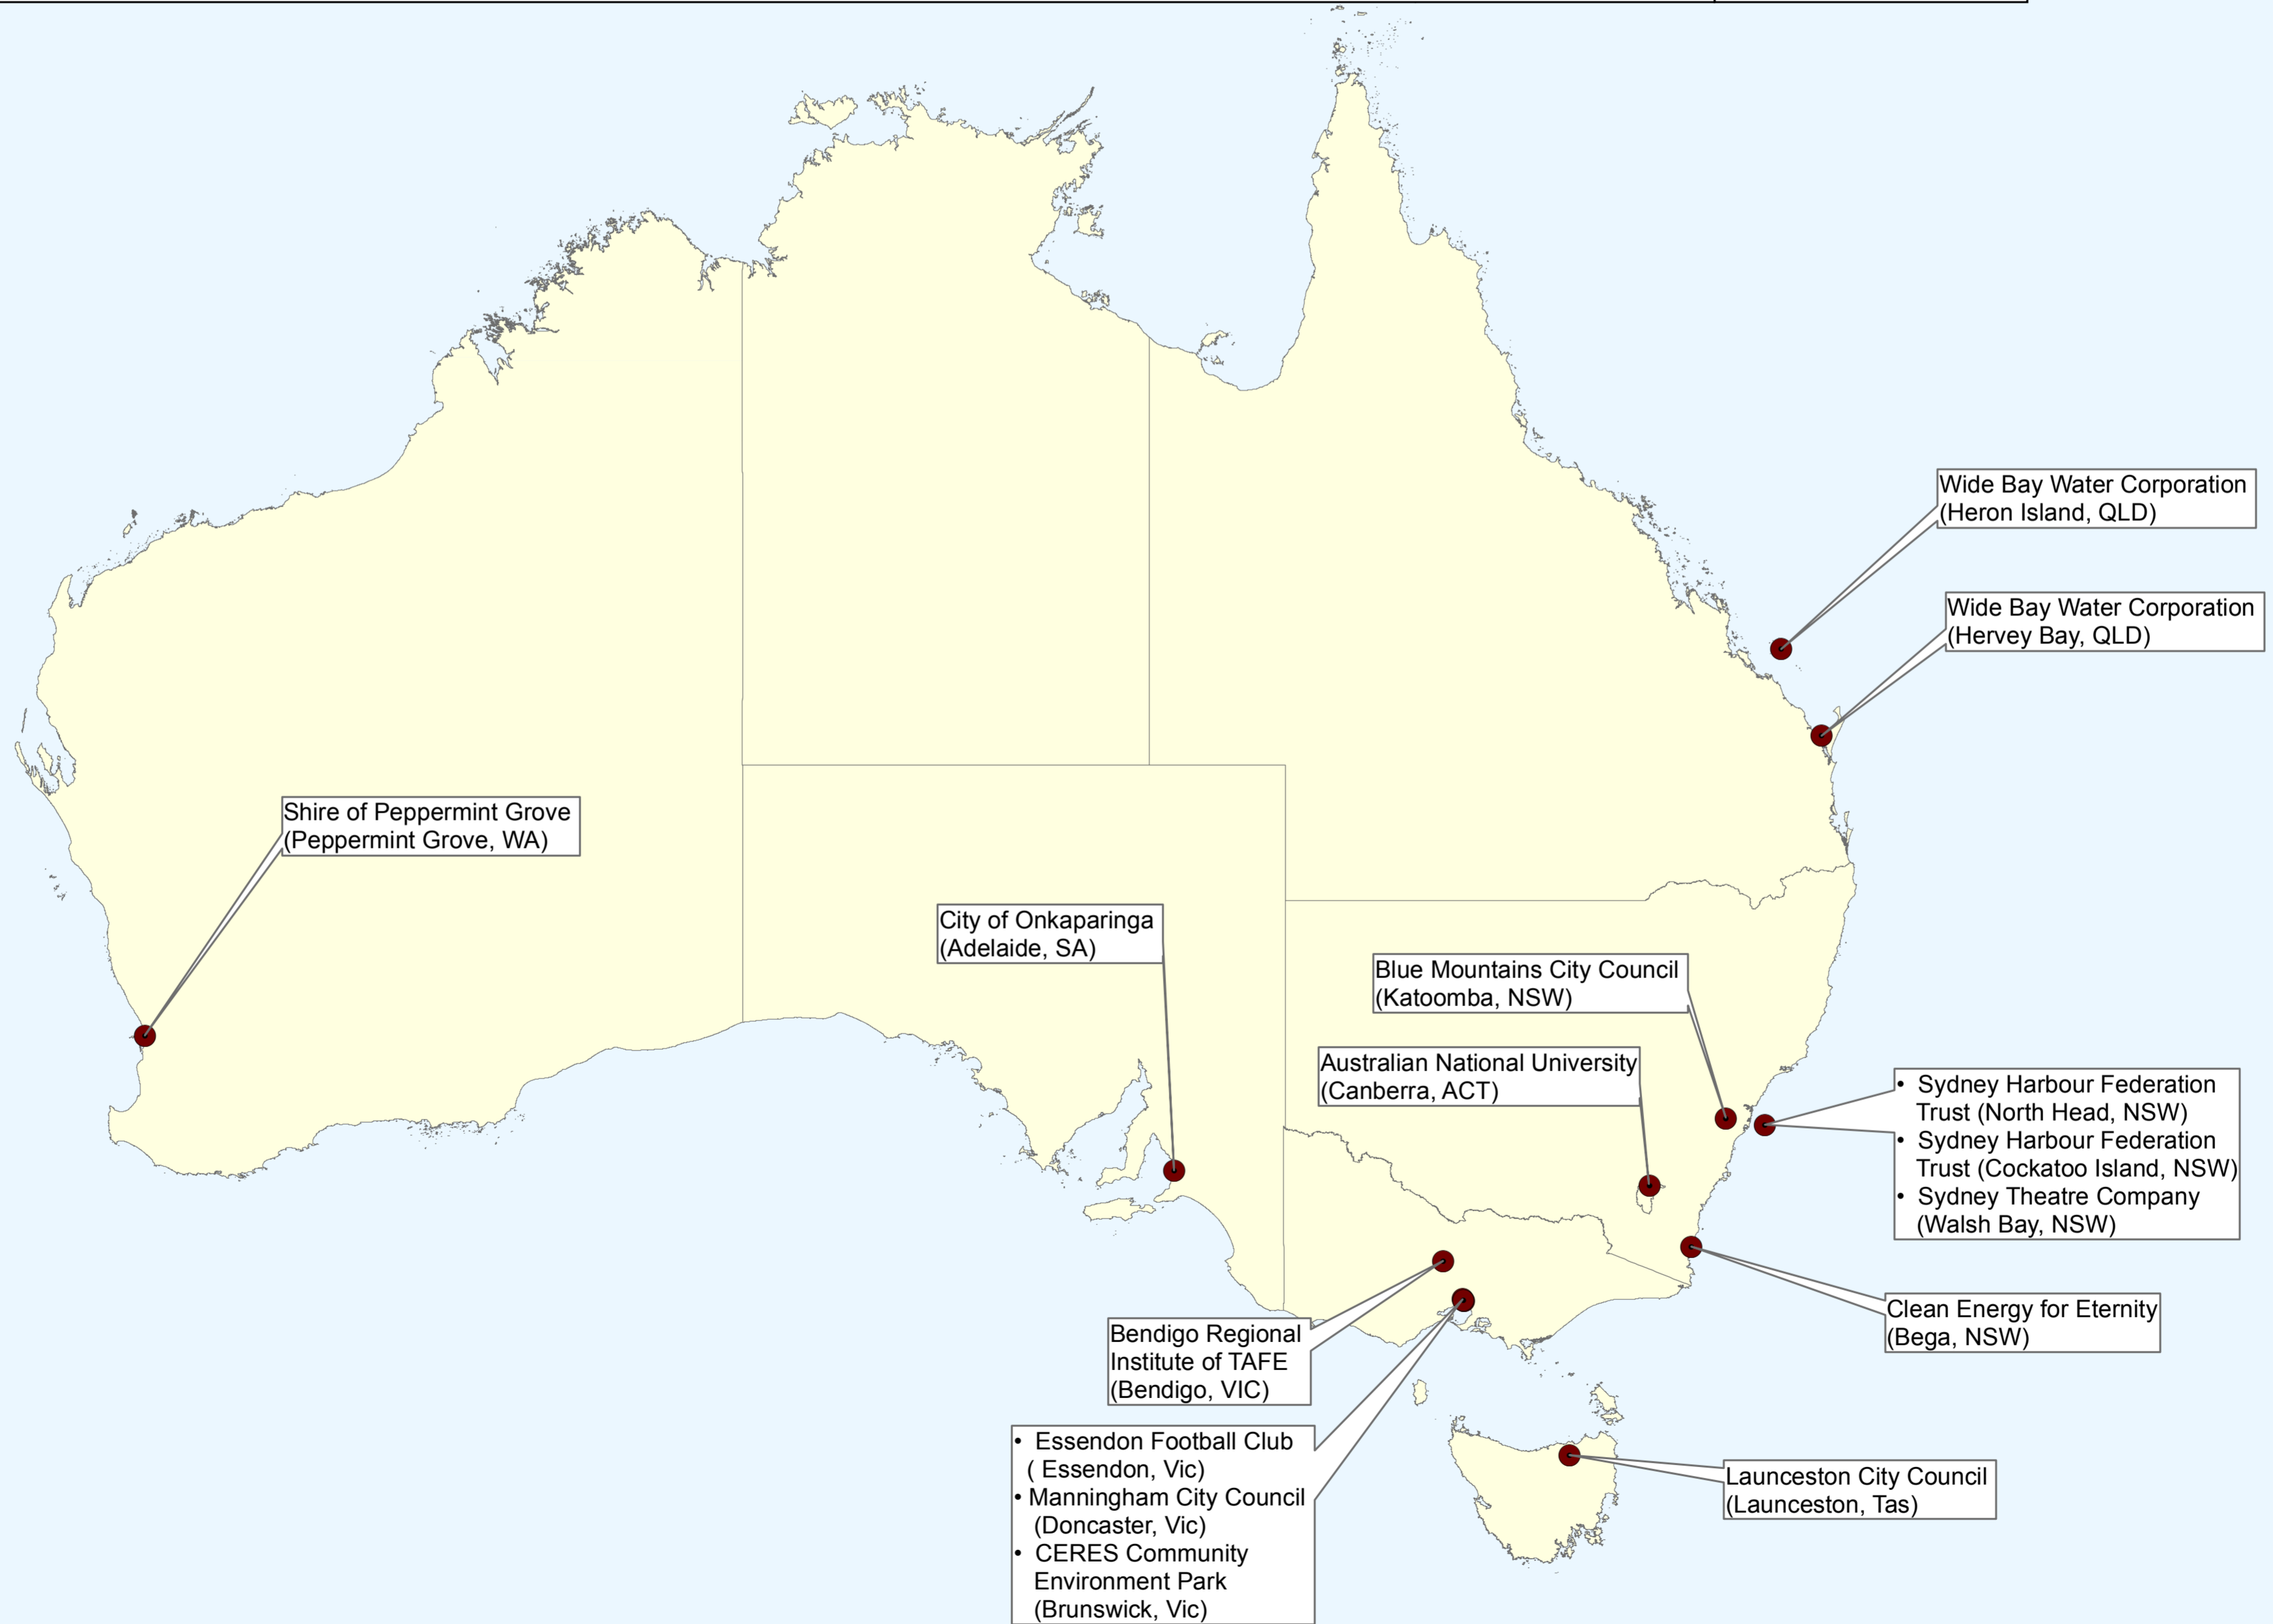 Wide Bay Water Corporation
(Heron Island, QLD)
Wide Bay Water Corporation
(Hervey Bay, QLD)
Shire of Peppermint Grove
(Peppermint Grove, WA)
City of Onkaparinga
(Adelaide, SA)
Blue Mountains City Council
(Katoomba, NSW)
Australian National University
(Canberra, ACT)
• Sydney Harbour Federation
Trust (North Head, NSW)
• Sydney Harbour Federation
Trust (Cockatoo Island, NSW)
• Sydney Theatre Company
(Walsh Bay, NSW)
Clean Energy for Eternity
(Bega, NSW)
Bendigo Regional
Institute of TAFE
(Bendigo, VIC)
• Essendon Football Club
( Essendon, Vic)
• Manningham City Council
(Doncaster, Vic)
• CERES Community
Environment Park
(Brunswick, Vic)
Launceston City Council
(Launceston, Tas)